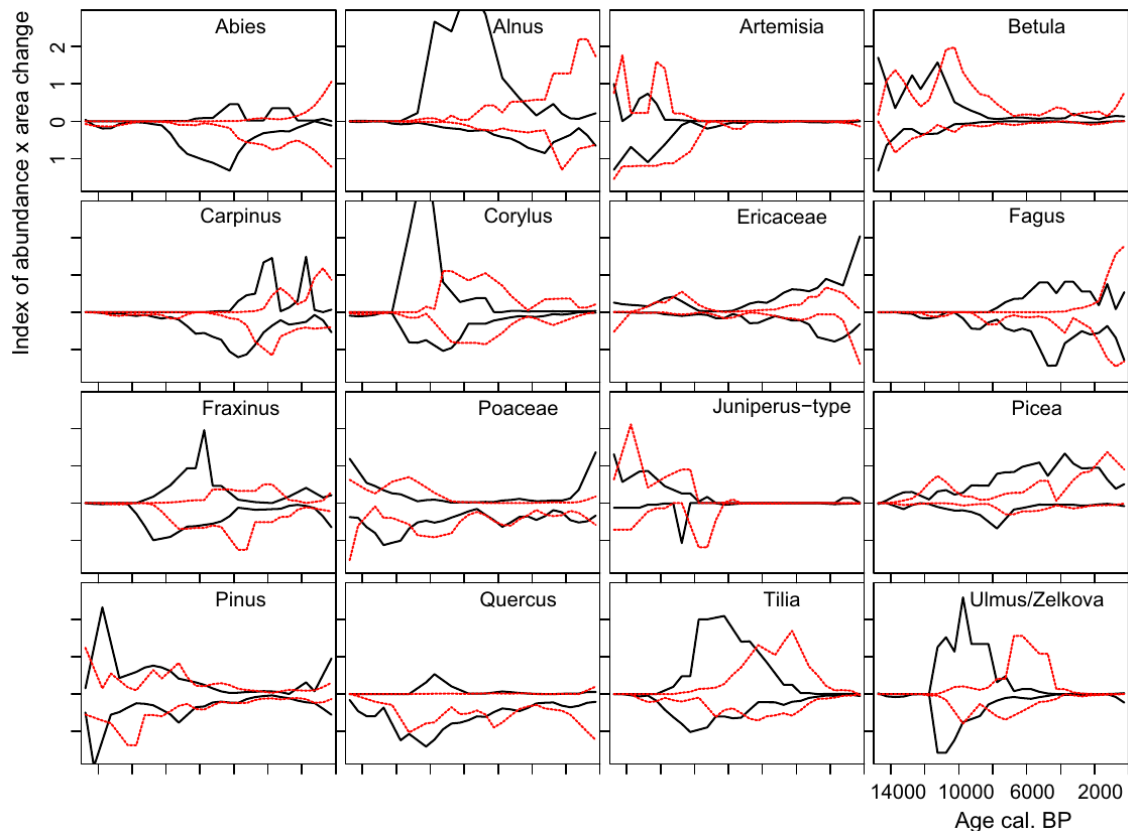 Abies
Alnus
Artemisia
Betula
Carpinus
Corylus
Ericaceae
Fagus
Fraxinus
Poaceae
Juniperus−type
Picea
Pinus
Quercus
Tilia
Ulmus/Zelkova
Index of abundance x area change
2
1
0
1
14000 10000 6000 2000
Age cal. BP